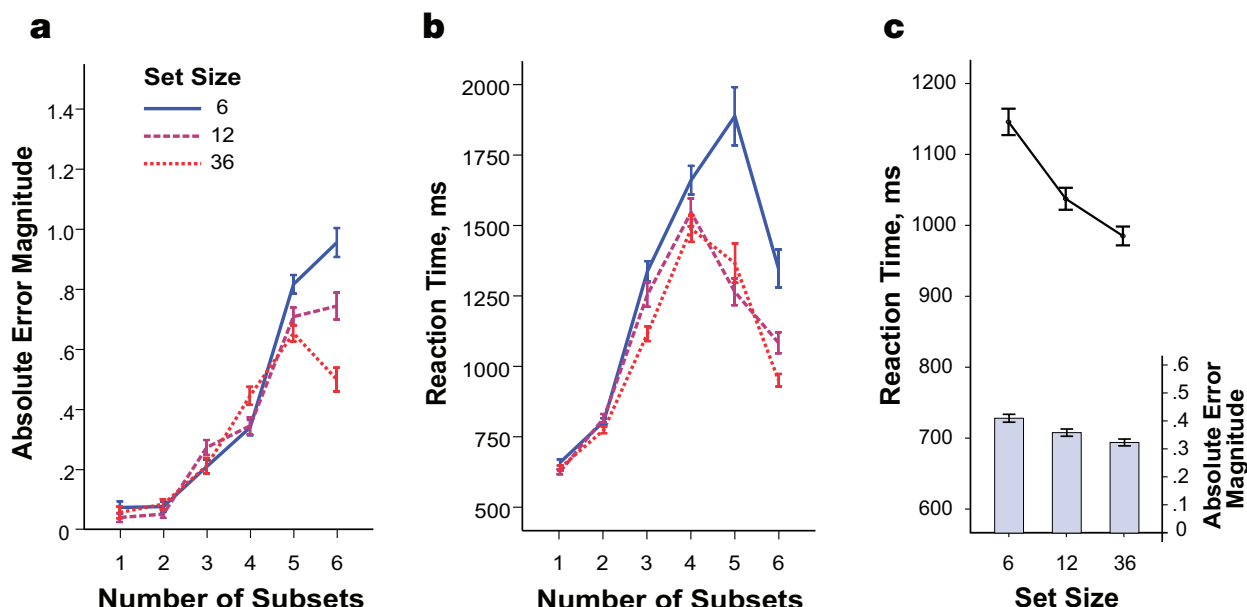 a
Set Size
6
12
36
Absolute Error Magnitude
1.4
1.2
1.0
.8
.6
.4
.2
0
1 2 3 4 5 6
Number of Subsets
b
Reaction Time, ms
2000
1750
1500
1250
1000
750
500
1 2 3 4 5 6
Number of Subsets
c
Reaction Time, ms
1200
1100
1000
900
800
700
600
.6
.5
.4
.3
.2
.1
0
Absolute Error
Magnitude
6 12 36
Set Size